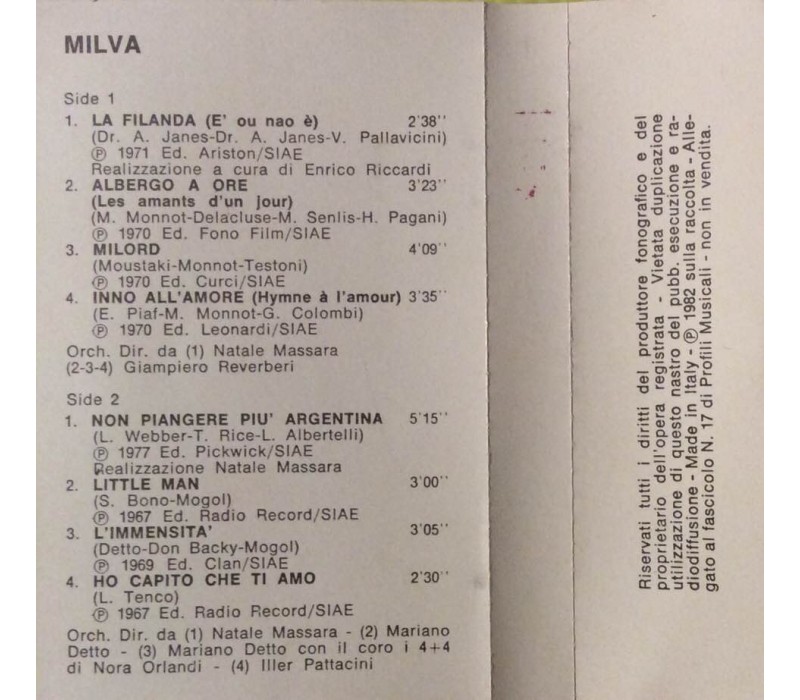 MILVA
Side 1
1. LA FILANDA (E' ou nao è) 2'38''
(Dr. A. Janes-Dr. A. Janes-V. Pallavicini)
Ⓟ 1971 Ed. Ariston/SIAE
Realizzazione a cura di Enrico Riccardi
2. ALBERGO A ORE 3'23''
(Les amants d'un jour)
(M. Monnot-Delacluse-M. Senlis-H. Pagani)
Ⓟ 1970 Ed. Fono Film/SIAE
3. MILORD 4'09''
(Moustaki-Monnot-Testoni)
Ⓟ 1970 Ed. Curci/SIAE
4. INNO ALL'AMORE (Hymne à l'amour) 3'35''
(E. Piaf-M. Monnot-G. Colombi)
Ⓟ 1970 Ed. Leonardi/SIAE
Orch. Dir. da (1) Natale Massara
(2-3-4) Giampiero Reverberi
Side 2
1. NON PIANGERE PIU' ARGENTINA 5'15''
(L. Webber-T. Rice-L. Albertelli)
Ⓟ 1977 Ed. Pickwick/SIAE
Realizzazione Natale Massara
2. LITTLE MAN 3'00''
(S. Bono-Mogol)
Ⓟ 1967 Ed. Radio Record/SIAE
3. L'IMMENSITA' 3'05''
(Detto-Don Backy-Mogol)
Ⓟ 1969 Ed. Clan/SIAE
4. HO CAPITO CHE TI AMO 2'30''
(L. Tenco)
Ⓟ 1967 Ed. Radio Record/SIAE
Orch. Dir. da (1) Natale Massara - (2) Mariano
Detto - (3) Mariano Detto con il coro i 4+4
di Nora Orlandi - (4) Iller Pattacini
Riservati tutti i diritti del produttore fonografico e del
proprietario dell'opera registrata - Vietata duplicazione
utilizzazione di questo nastro del pubb. esecuzione e ra-
diodiffusione - Made in Italy - Ⓟ 1982 sulla raccolta - Alle-
gato al fascicolo N. 17 di Profili Musicali - non in vendita.